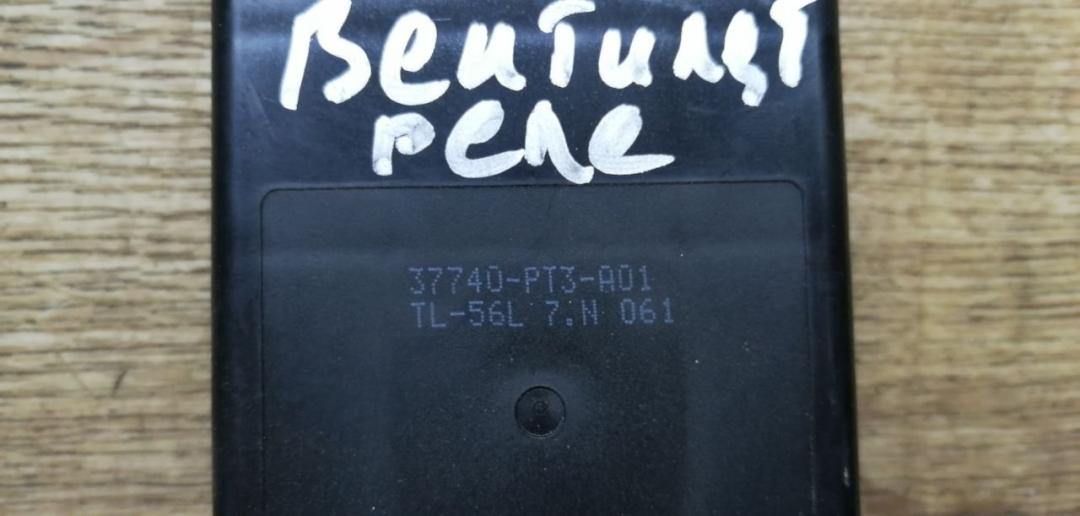 Вентилят
реле
37740-PT3-A01
TL-56L 7.N 061